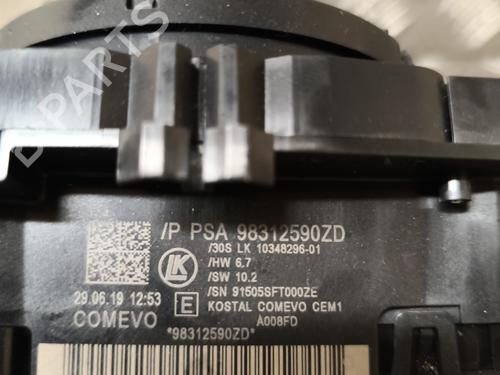 B-PARTS
/P PSA 98312590ZD
/30S LK 10348296-01
/HW 6.7
/SW 10.2
/SN 91505SFT000ZE
KOSTAL COMEVO CEM1
A008FD
LK
29.06.19 12:53
E
COMEVO
*98312590ZD*